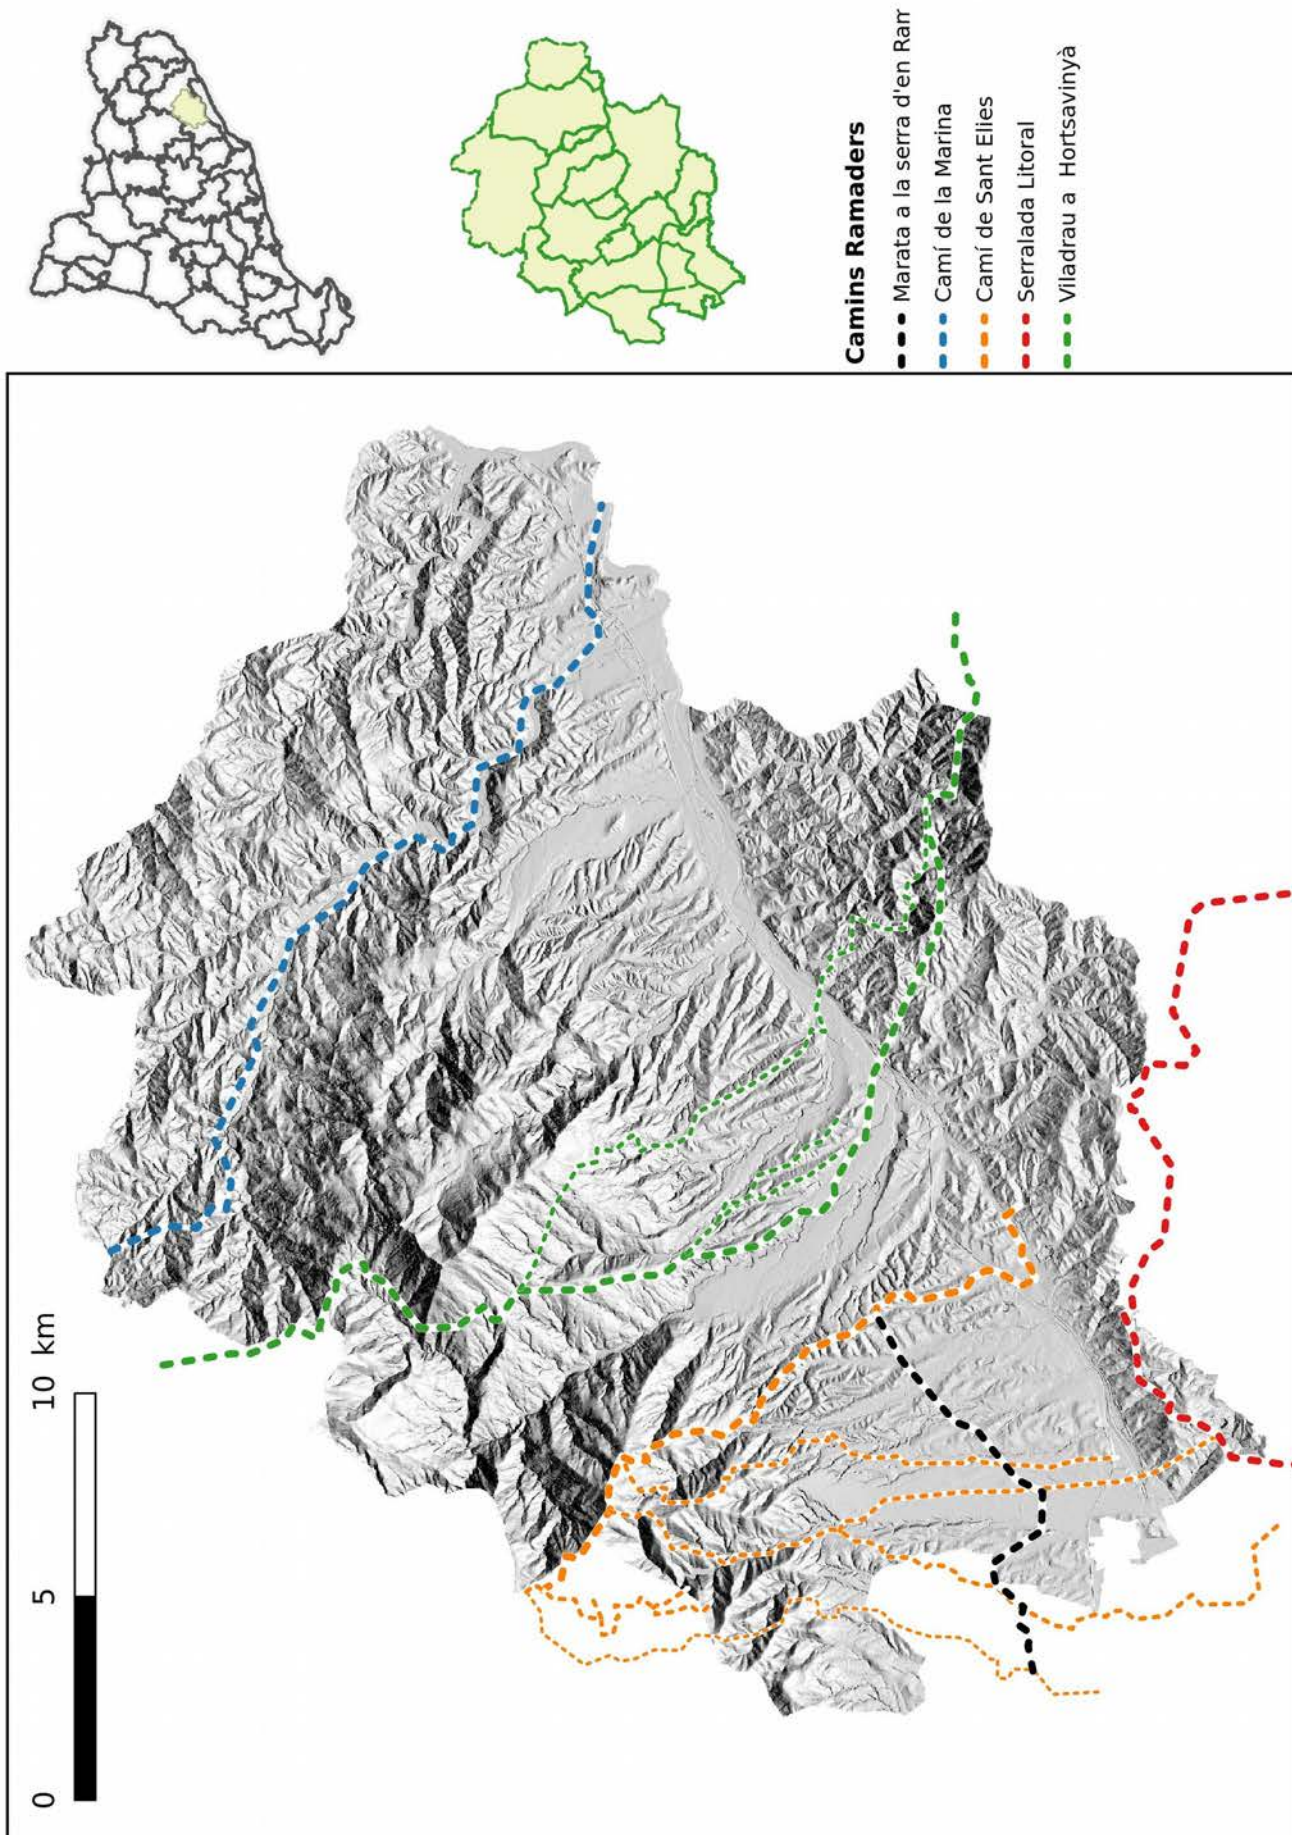 Camins Ramaders
Marata a la serra d'en Ram
Camí de la Marina
Camí de Sant Elies
Serralada Litoral
Viladrau a Hortsavinyà
0 5 10 km